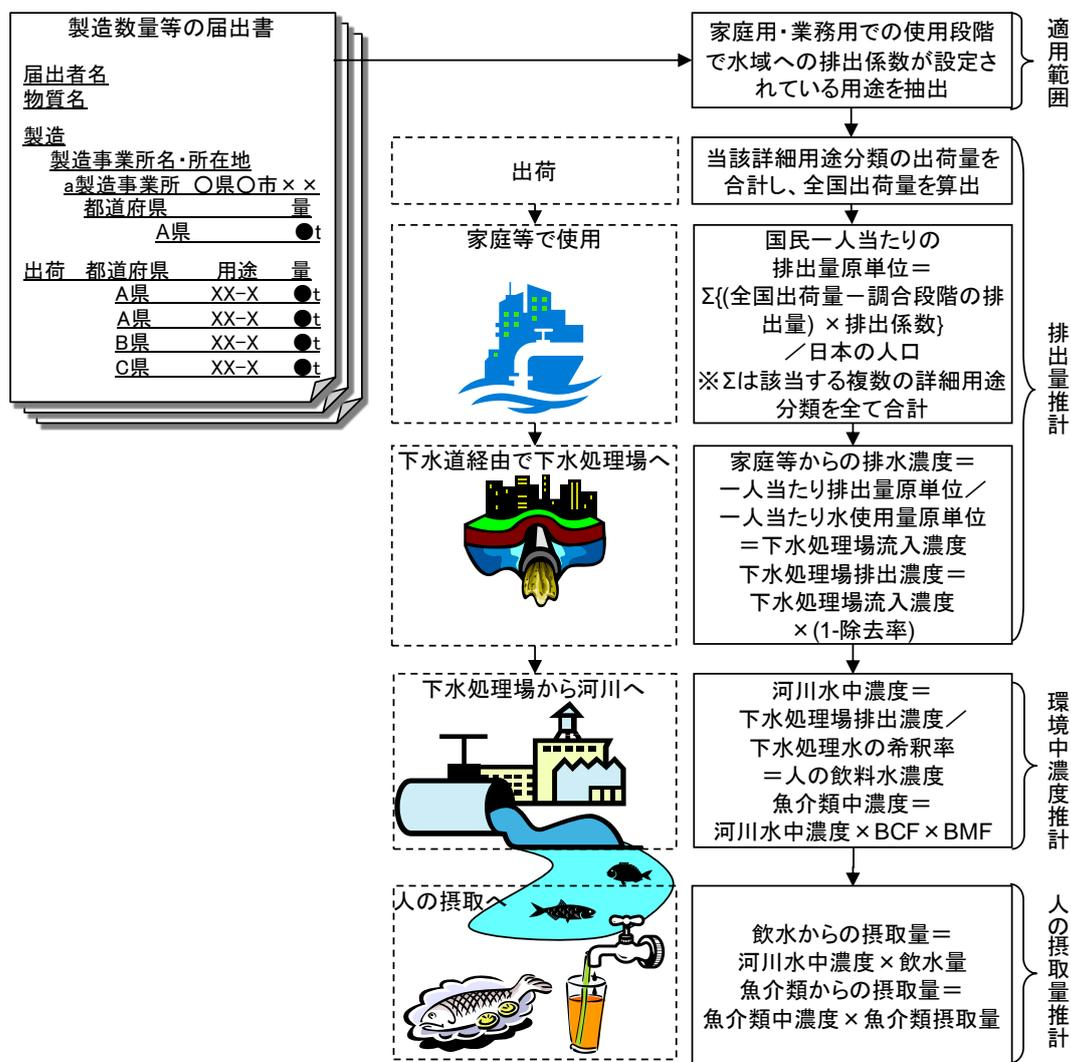 製造数量等の届出書
届出者名
物質名
製造
製造事業所名・所在地
a製造事業所 〇県〇市××
都道府県 量
A県 ●t
出荷 都道府県 用途 量
A県 XX-X ●t
A県 XX-X ●t
B県 XX-X ●t
C県 XX-X ●t
家庭用・業務用での使用段階
で水域への排出係数が設定さ
れている用途を抽出
適用範囲
出荷
当該詳細用途分類の出荷量を
合計し、全国出荷量を算出
家庭等で使用
国民一人当たりの
排出量原単位＝
Σ{(全国出荷量－調合段階の排
出量) ×排出係数}
／日本の人口
※Σは該当する複数の詳細用途
分類を全て合計
排出量推計
下水道経由で下水処理場へ
家庭等からの排水濃度＝
一人当たり排出量原単位／
一人当たり水使用量原単位
＝下水処理場流入濃度
下水処理場排出濃度＝
下水処理場流入濃度
×(1-除去率)
下水処理場から河川へ
河川水中濃度＝
下水処理場排出濃度／
下水処理水の希釈率
＝人の飲料水濃度
魚介類中濃度＝
河川水中濃度×BCF×BMF
環境中濃度推計
人の摂取へ
飲水からの摂取量＝
河川水中濃度×飲水量
魚介類からの摂取量＝
魚介類中濃度×魚介類摂取量
人の摂取量推計